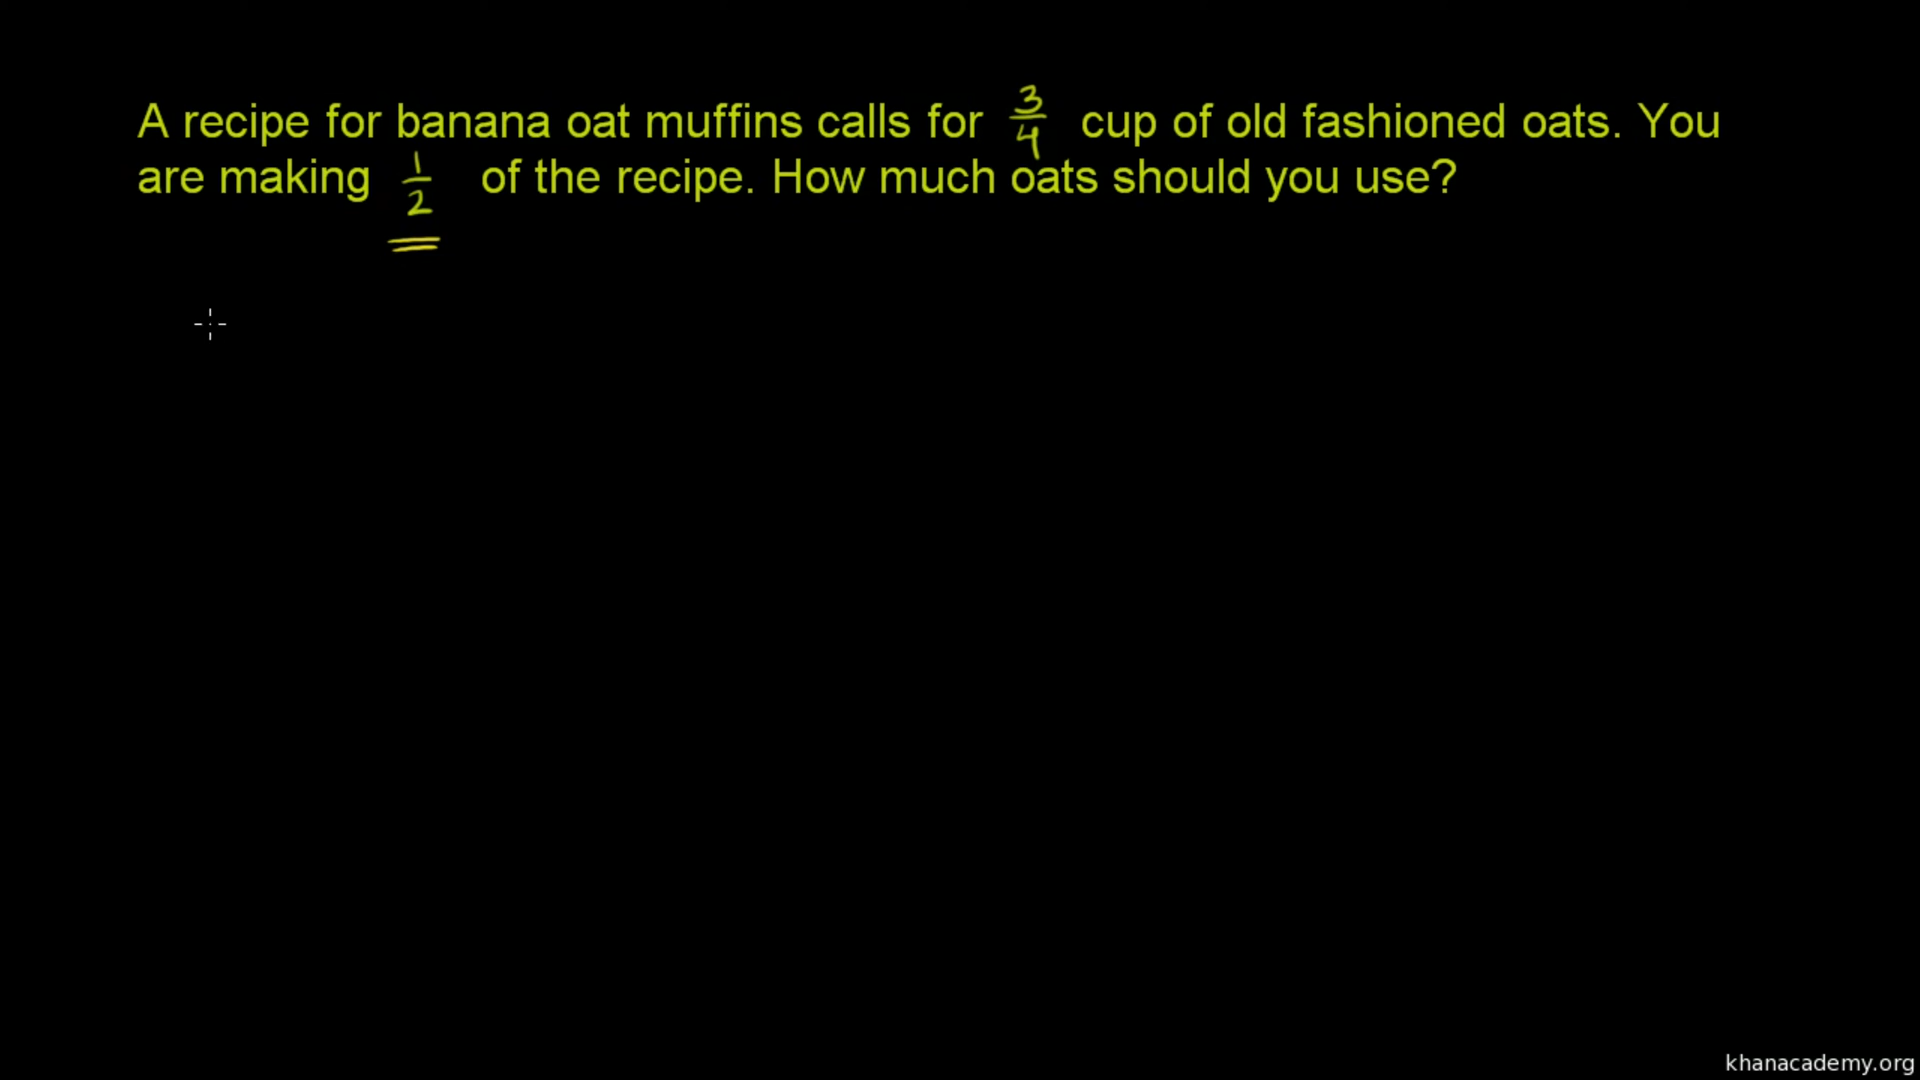 A recipe for banana oat muffins calls for 3/4 cup of old fashioned oats. You
are making 1/2 of the recipe. How much oats should you use?
khanacademy.org